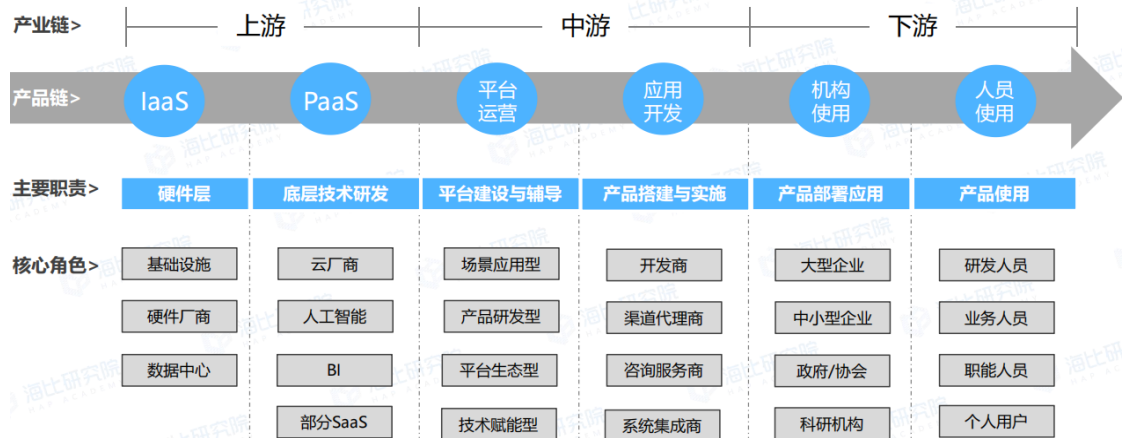 产业链>
上游
中游
下游
产品链>
IaaS
PaaS
平台
运营
应用
开发
机构
使用
人员
使用
主要职责>
硬件层
底层技术研发
平台建设与辅导
产品搭建与实施
产品部署应用
产品使用
核心角色>
基础设施
云厂商
场景应用型
开发商
大型企业
研发人员
硬件厂商
人工智能
产品研发型
渠道代理商
中小型企业
业务人员
数据中心
BI
平台生态型
咨询服务商
政府/协会
职能人员
部分SaaS
技术赋能型
系统集成商
科研机构
个人用户
海比研究院
HAP ACADEMY